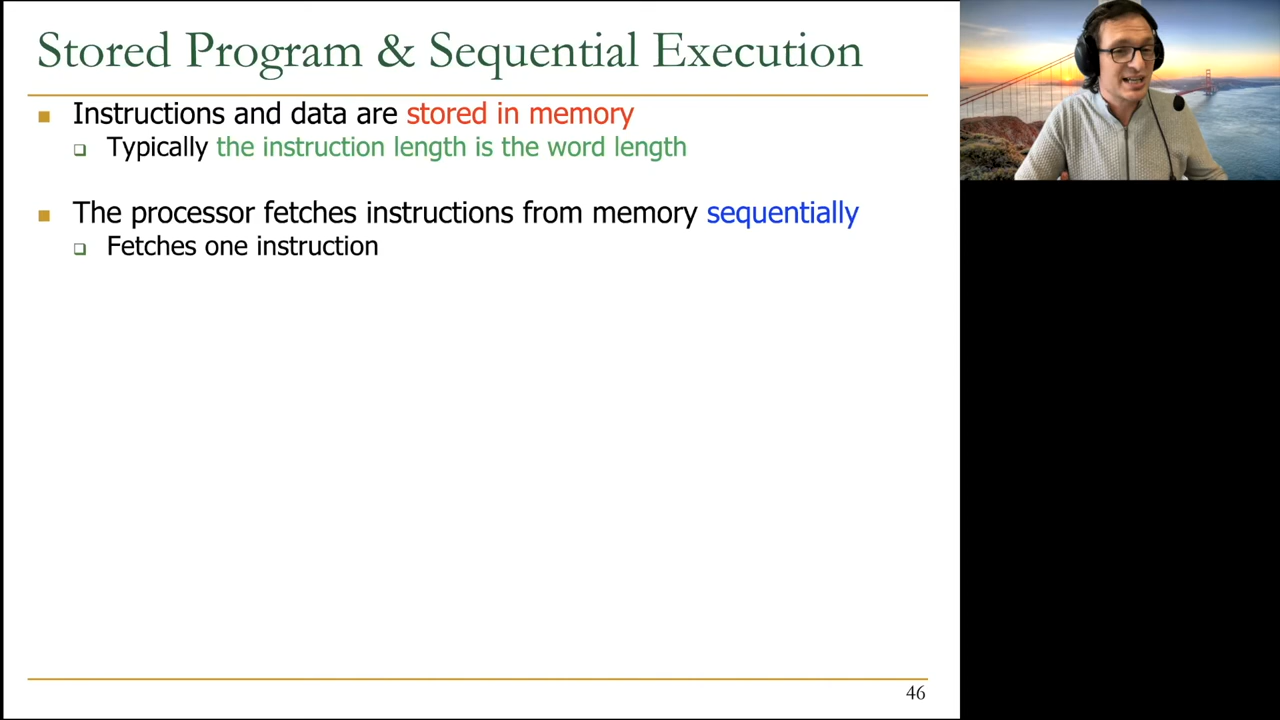 Stored Program & Sequential Execution
Instructions and data are stored in memory
Typically the instruction length is the word length
The processor fetches instructions from memory sequentially
Fetches one instruction
46